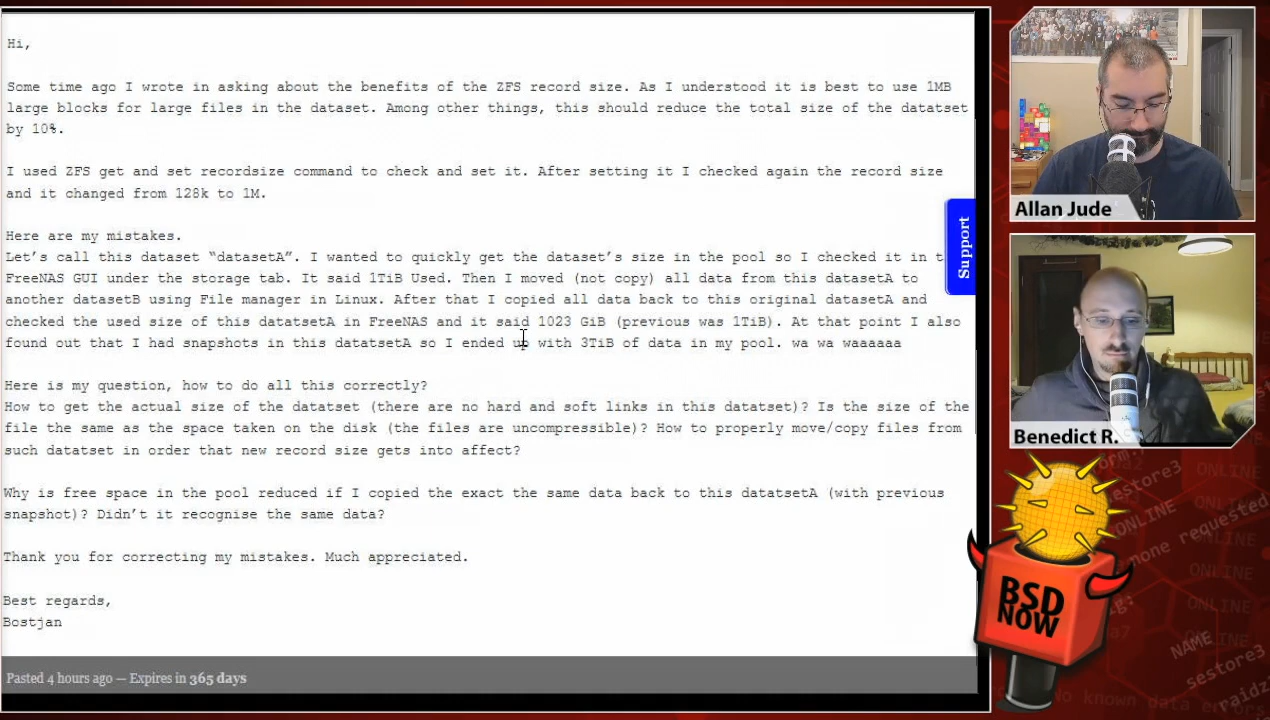 Hi,
Some time ago I wrote in asking about the benefits of the ZFS record size. As I understood it is best to use 1MB
large blocks for large files in the dataset. Among other things, this should reduce the total size of the datatset
by 10%.
I used ZFS get and set recordsize command to check and set it. After setting it I checked again the record size
and it changed from 128k to 1M.
Here are my mistakes.
Let's call this dataset "datasetA". I wanted to quickly get the dataset's size in the pool so I checked it in t
FreeNAS GUI under the storage tab. It said 1TiB Used. Then I moved (not copy) all data from this datasetA to
another datasetB using File manager in Linux. After that I copied all data back to this original datasetA and
checked the used size of this datatsetA in FreeNAS and it said 1023 GiB (previous was 1TiB). At that point I also
found out that I had snapshots in this datatsetA so I ended up with 3TiB of data in my pool. wa wa waaaaaa
Here is my question, how to do all this correctly?
How to get the actual size of the datatset (there are no hard and soft links in this datatset)? Is the size of the
file the same as the space taken on the disk (the files are uncompressible)? How to properly move/copy files from
such datatset in order that new record size gets into affect?
Why is free space in the pool reduced if I copied the exact the same data back to this datatsetA (with previous
snapshot)? Didn't it recognise the same data?
Thank you for correcting my mistakes. Much appreciated.
Best regards,
Bostjan
Pasted 4 hours ago — Expires in 365 days
Support
Allan Jude
Benedict R.
BSD
NOW
ONLINE
ONLINE
ONLINE
ONLINE
NAME
No known data